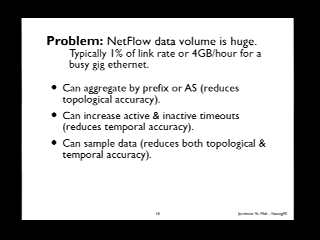 Problem: NetFlow data volume is huge.
Typically 1% of link rate or 4GB/hour for a
busy gig ethernet.
• Can aggregate by prefix or AS (reduces
topological accuracy).
• Can increase active & inactive timeouts
(reduces temporal accuracy).
• Can sample data (reduces both topological &
temporal accuracy).